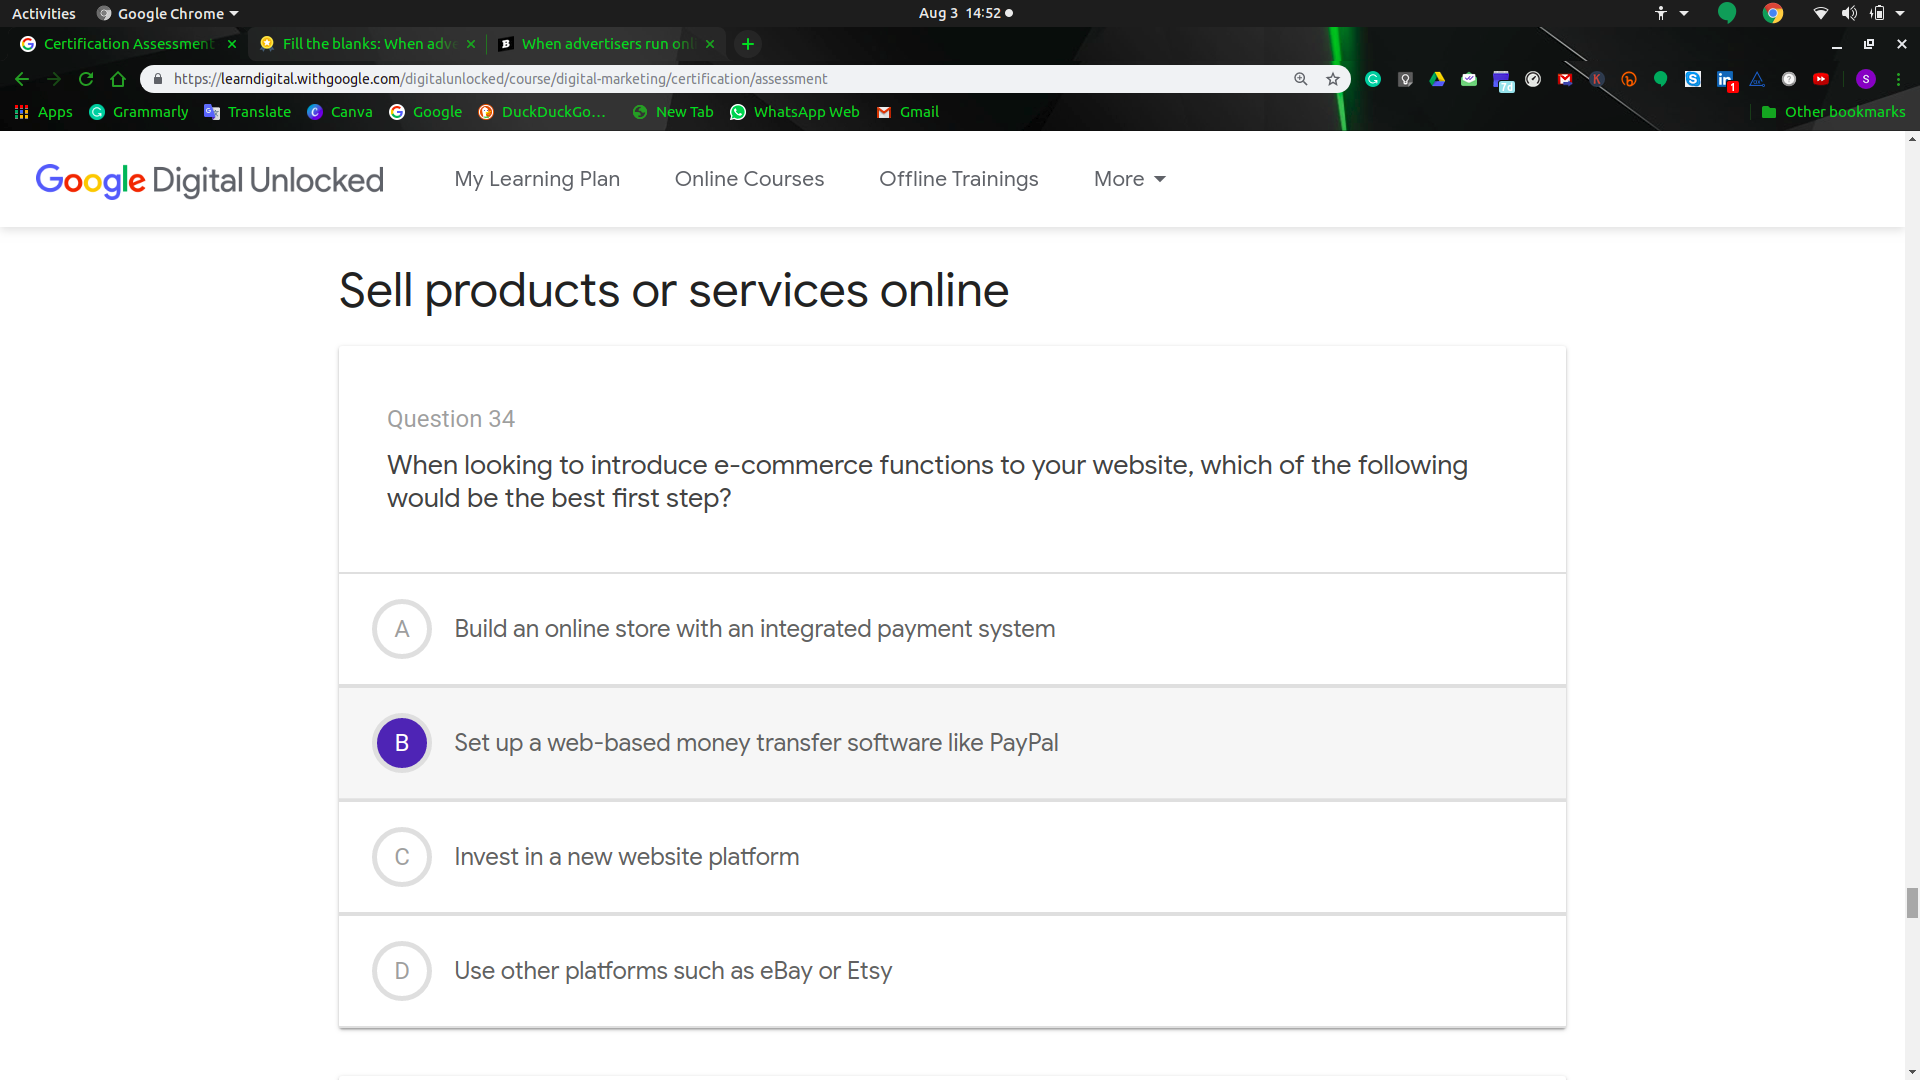 Activities Google Chrome Aug 3 14:52
Certification Assessment Fill the blanks: When adve When advertisers run onl
https://learndigital.withgoogle.com/digitalunlocked/course/digital-marketing/certification/assessment
Apps Grammarly Translate Canva Google DuckDuckGo... New Tab WhatsApp Web Gmail Other bookmarks
Google Digital Unlocked My Learning Plan Online Courses Offline Trainings More
Sell products or services online
Question 34
When looking to introduce e-commerce functions to your website, which of the following
would be the best first step?
A Build an online store with an integrated payment system
B Set up a web-based money transfer software like PayPal
C Invest in a new website platform
D Use other platforms such as eBay or Etsy